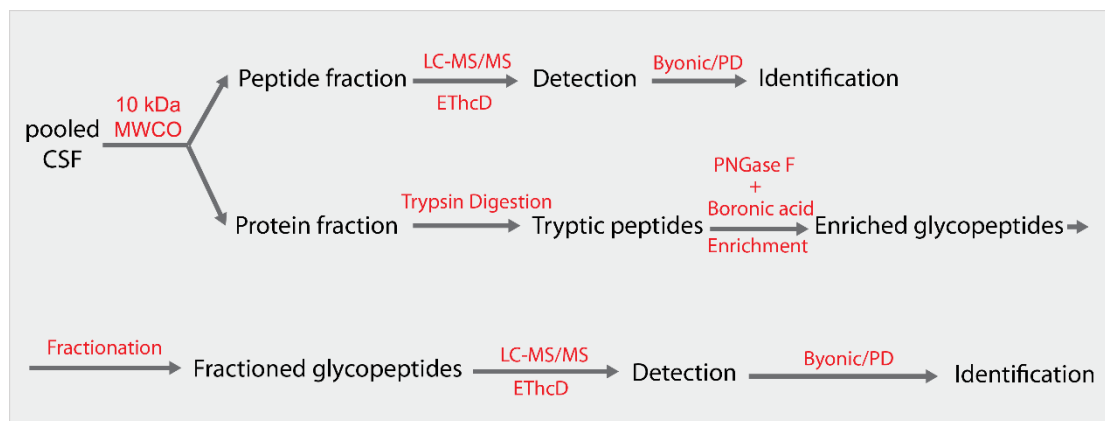 LC-MS/MS
Byonic/PD
Peptide fraction
Detection
Identification
EThcD
10 kDa
MWCO
pooled
CSF
PNGase F
+
Trypsin Digestion
Boronic acid
Protein fraction
Tryptic peptides
Enriched glycopeptides
Enrichment
Fractionation
LC-MS/MS
Byonic/PD
Fractioned glycopeptides
Detection
Identification
EThcD